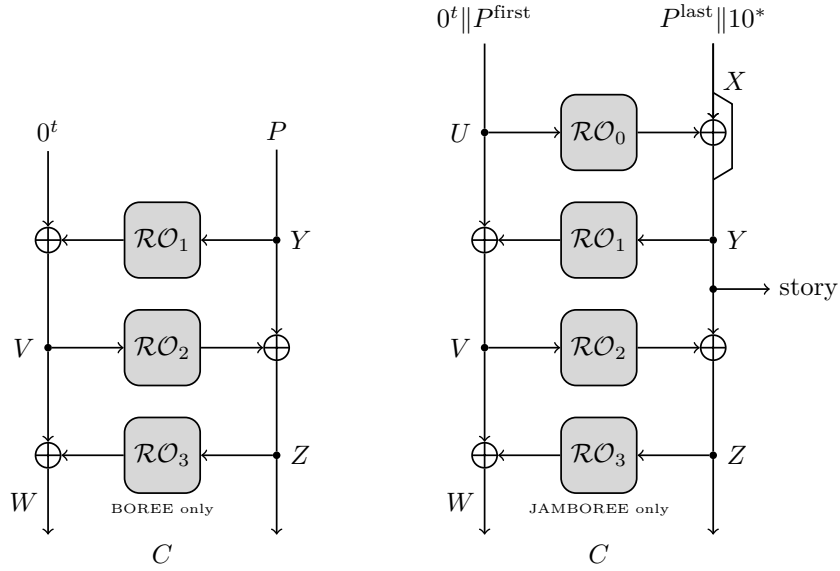 0^t
P
RO_1
Y
V
RO_2
RO_3
Z
W
BOREE only
C
0^t‖P^first
P^last‖10*
X
U
RO_0
RO_1
Y
story
V
RO_2
RO_3
Z
W
JAMBOREE only
C